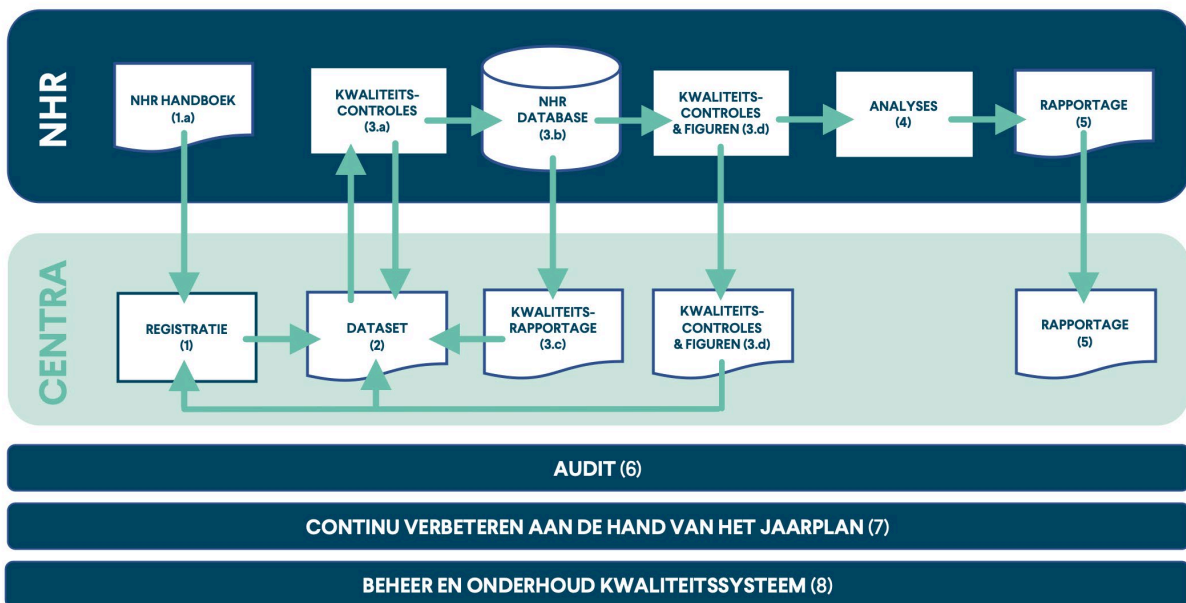 NHR
NHR HANDBOEK
(1.a)
KWALITEITS-
CONTROLES
(3.a)
NHR
DATABASE
(3.b)
KWALITEITS-
CONTROLES
& FIGUREN (3.d)
ANALYSES
(4)
RAPPORTAGE
(5)
CENTRA
REGISTRATIE
(1)
DATASET
(2)
KWALITEITS-
RAPPORTAGE
(3.c)
KWALITEITS-
CONTROLES
& FIGUREN (3.d)
RAPPORTAGE
(5)
AUDIT (6)
CONTINU VERBETEREN AAN DE HAND VAN HET JAARPLAN (7)
BEHEER EN ONDERHOUD KWALITEITSSYSTEEM (8)